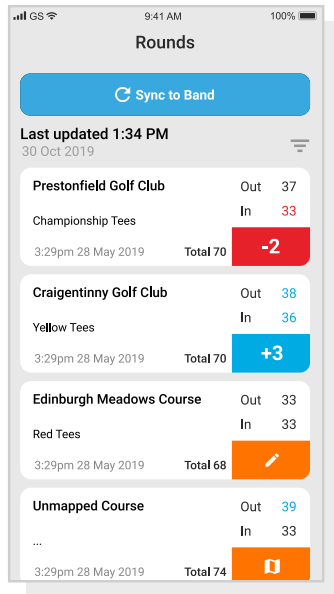 GS 9:41 AM 100%
Rounds
Sync to Band
Last updated 1:34 PM
30 Oct 2019
Prestonfield Golf Club Out 37
Championship Tees In 33
3:29pm 28 May 2019 Total 70 -2
Craigentinny Golf Club Out 38
Yellow Tees In 36
3:29pm 28 May 2019 Total 70 +3
Edinburgh Meadows Course Out 33
Red Tees In 33
3:29pm 28 May 2019 Total 68
Unmapped Course Out 39
... In 33
3:29pm 28 May 2019 Total 74